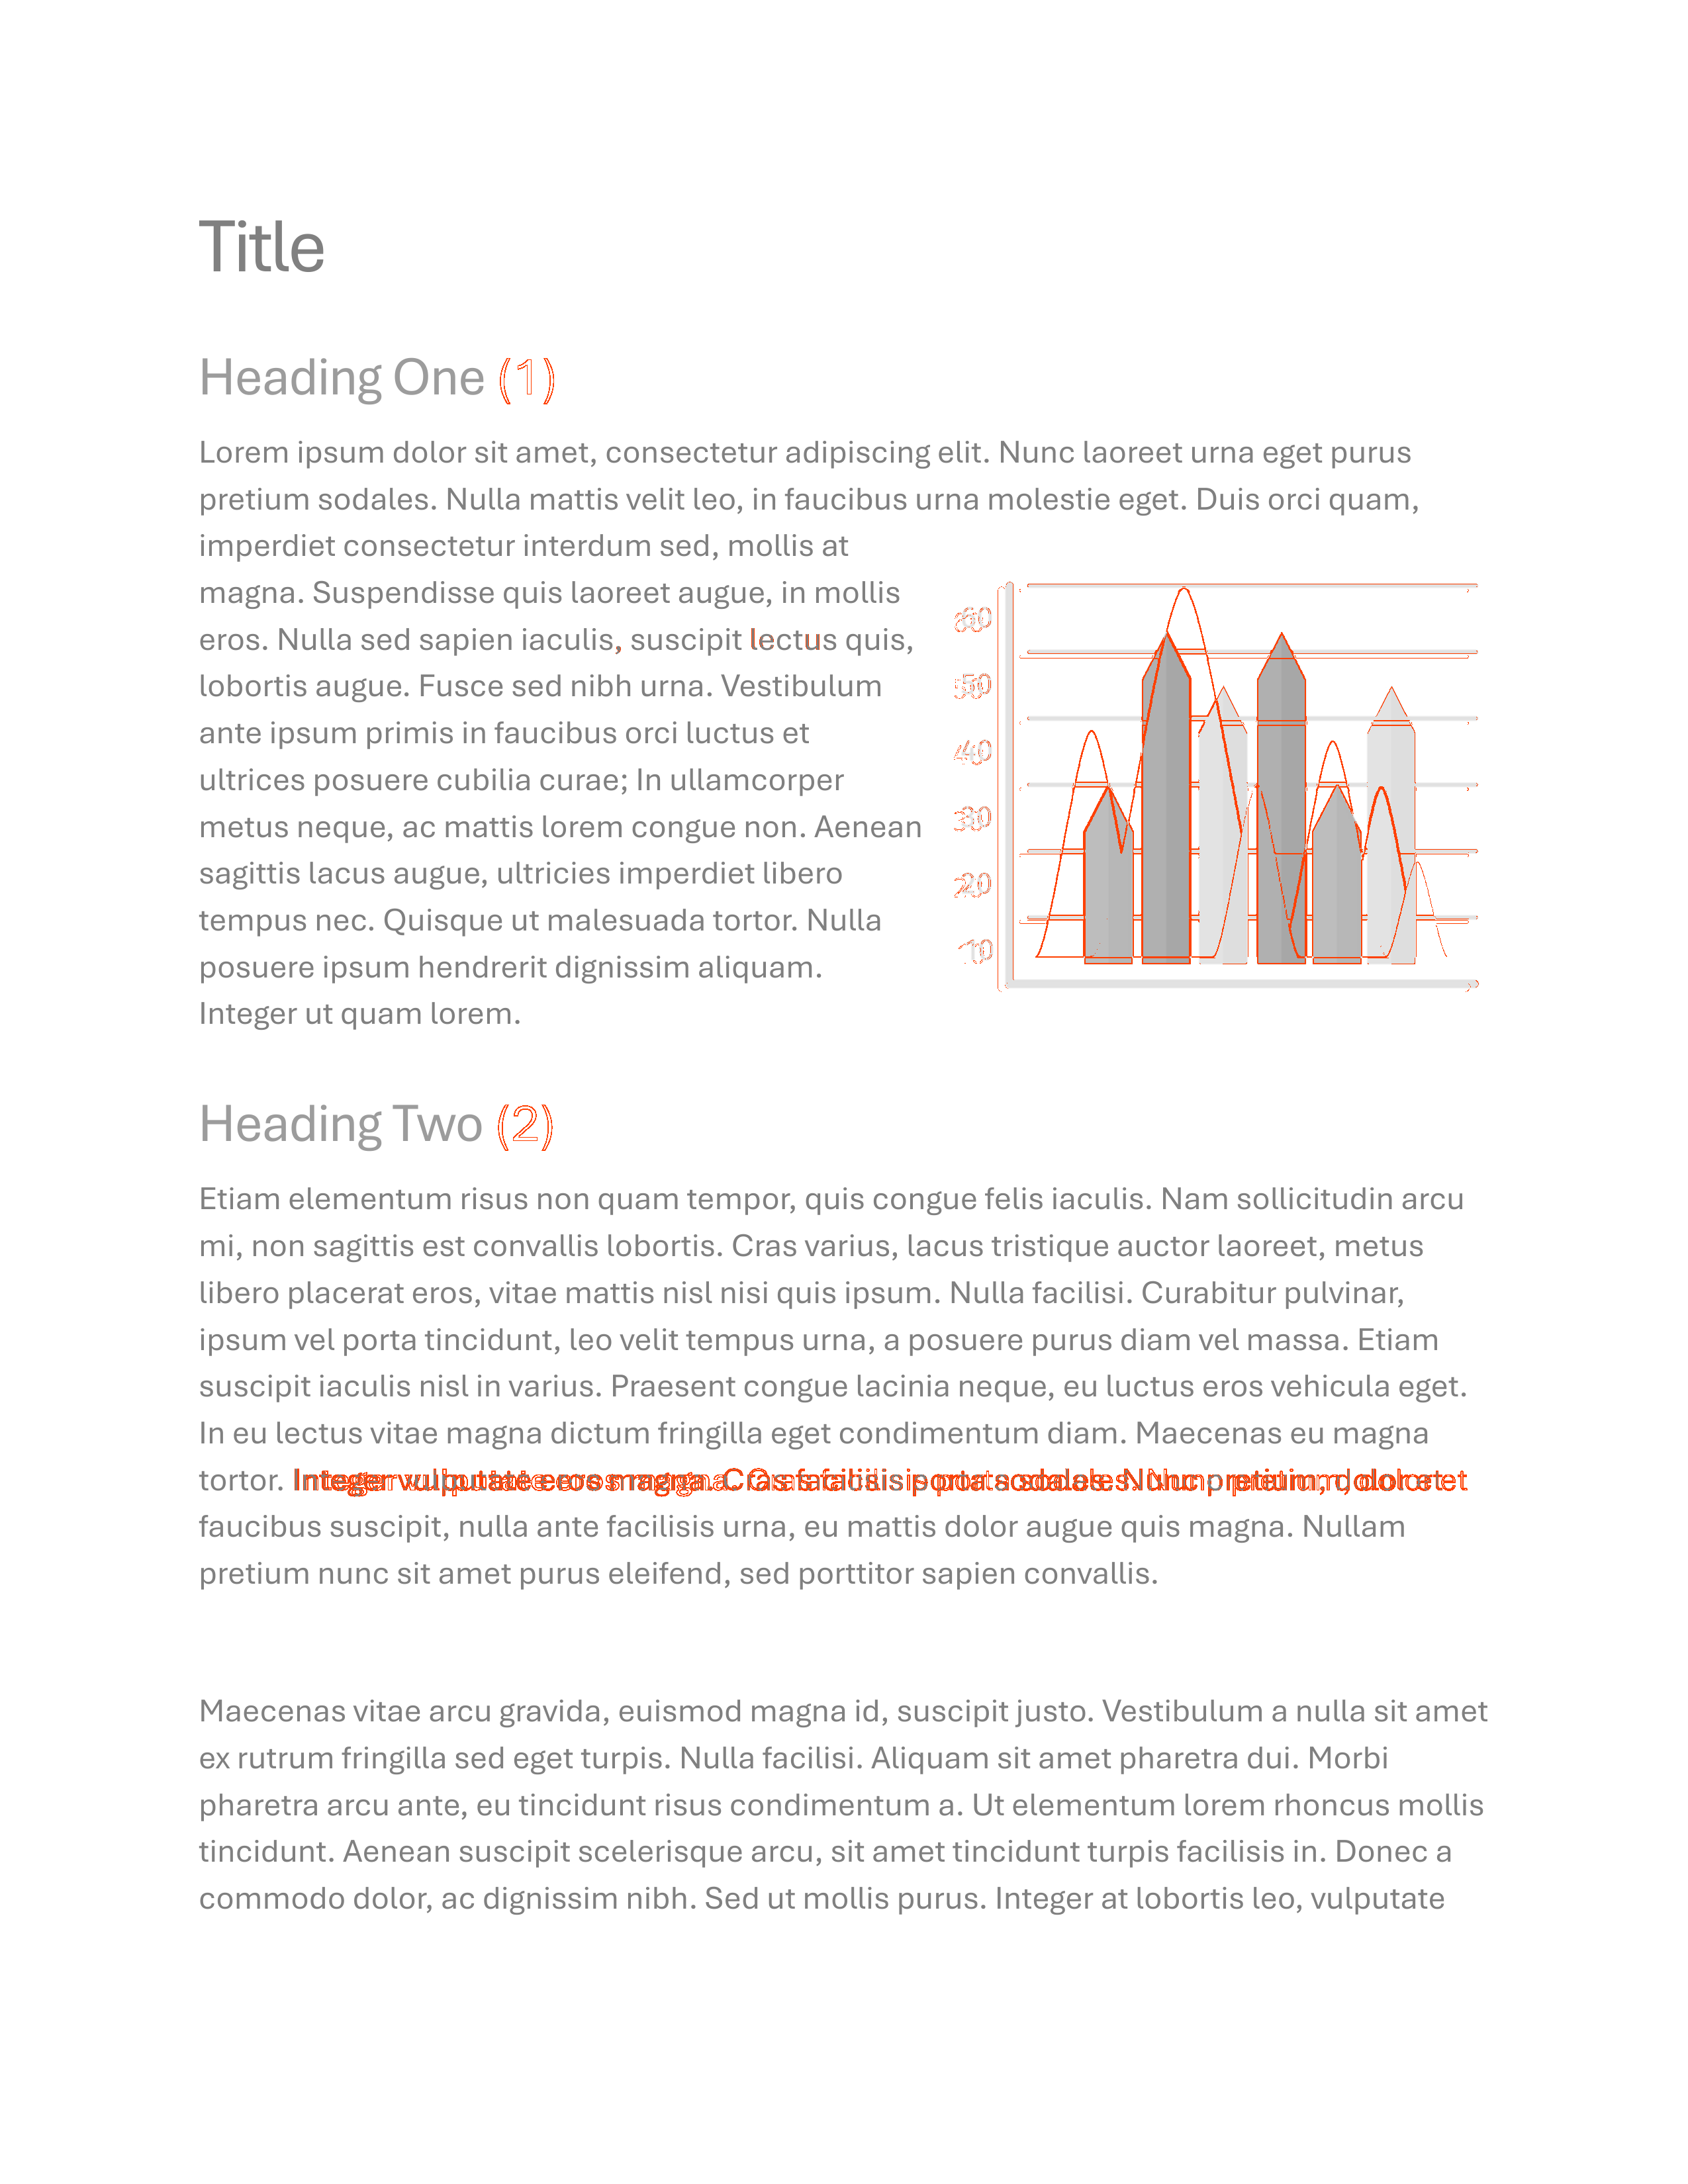 Title
Heading One (1)
Lorem ipsum dolor sit amet, consectetur adipiscing elit. Nunc laoreet urna eget purus
pretium sodales. Nulla mattis velit leo, in faucibus urna molestie eget. Duis orci quam,
imperdiet consectetur interdum sed, mollis at
magna. Suspendisse quis laoreet augue, in mollis
eros. Nulla sed sapien iaculis, suscipit lectus quis,
lobortis augue. Fusce sed nibh urna. Vestibulum
ante ipsum primis in faucibus orci luctus et
ultrices posuere cubilia curae; In ullamcorper
metus neque, ac mattis lorem congue non. Aenean
sagittis lacus augue, ultricies imperdiet libero
tempus nec. Quisque ut malesuada tortor. Nulla
posuere ipsum hendrerit dignissim aliquam.
Integer ut quam lorem.
60
50
40
30
20
10
Heading Two (2)
Etiam elementum risus non quam tempor, quis congue felis iaculis. Nam sollicitudin arcu
mi, non sagittis est convallis lobortis. Cras varius, lacus tristique auctor laoreet, metus
libero placerat eros, vitae mattis nisl nisi quis ipsum. Nulla facilisi. Curabitur pulvinar,
ipsum vel porta tincidunt, leo velit tempus urna, a posuere purus diam vel massa. Etiam
suscipit iaculis nisl in varius. Praesent congue lacinia neque, eu luctus eros vehicula eget.
In eu lectus vitae magna dictum fringilla eget condimentum diam. Maecenas eu magna
tortor. Integer vulputate eros magna. Cras facilisis porta sodales. Nunc pretium, dolor et
faucibus suscipit, nulla ante facilisis urna, eu mattis dolor augue quis magna. Nullam
pretium nunc sit amet purus eleifend, sed porttitor sapien convallis.
Maecenas vitae arcu gravida, euismod magna id, suscipit justo. Vestibulum a nulla sit amet
ex rutrum fringilla sed eget turpis. Nulla facilisi. Aliquam sit amet pharetra dui. Morbi
pharetra arcu ante, eu tincidunt risus condimentum a. Ut elementum lorem rhoncus mollis
tincidunt. Aenean suscipit scelerisque arcu, sit amet tincidunt turpis facilisis in. Donec a
commodo dolor, ac dignissim nibh. Sed ut mollis purus. Integer at lobortis leo, vulputate